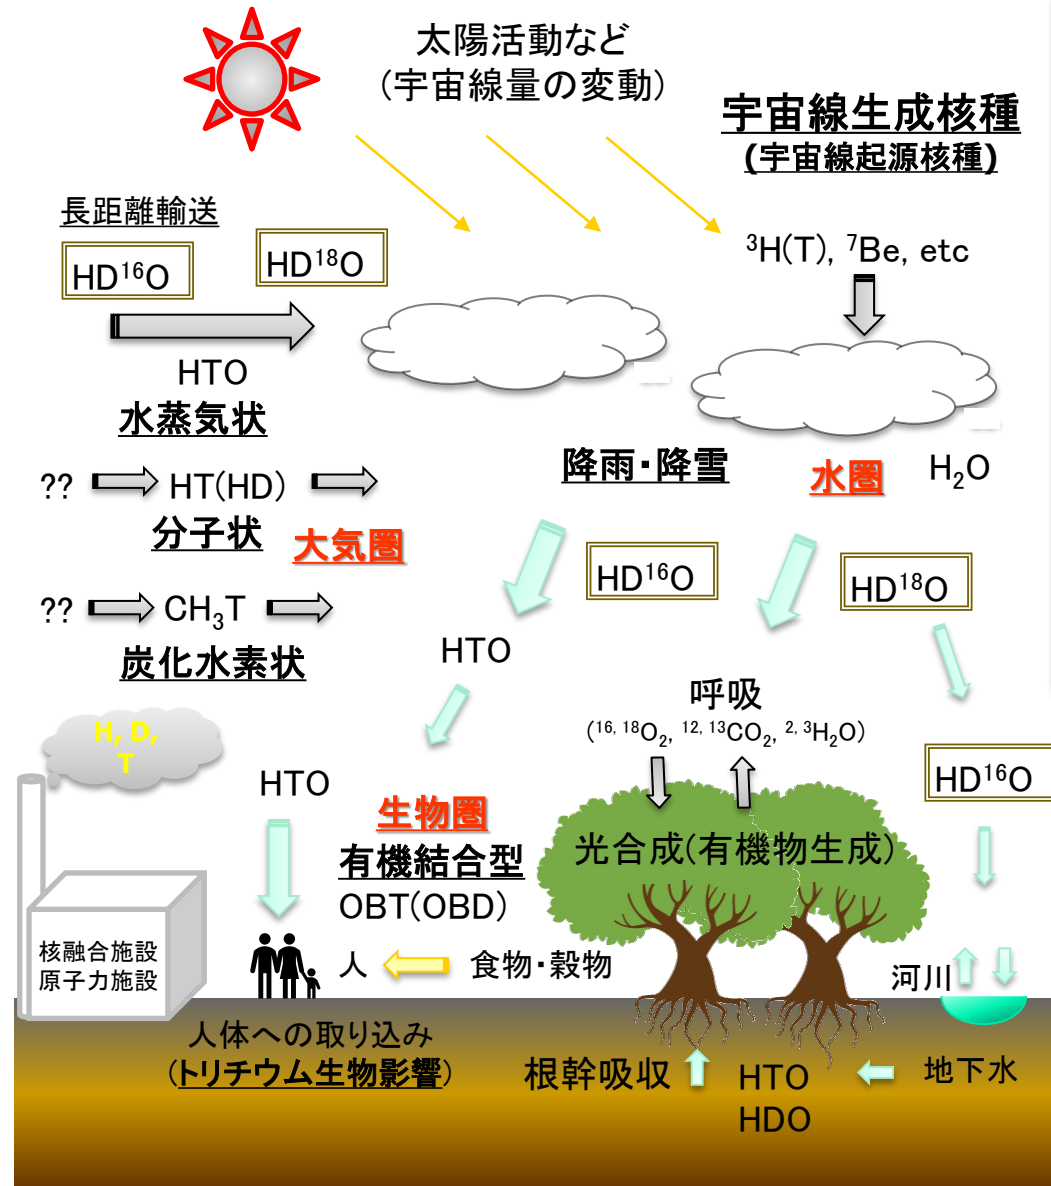 太陽活動など
(宇宙線量の変動)
宇宙線生成核種
(宇宙線起源核種)
長距離輸送
HD¹⁶O
HD¹⁸O
³H(T), ⁷Be, etc
HTO
水蒸気状
降雨・降雪
水圏
H₂O
?? HT(HD)
分子状
大気圏
HD¹⁶O
HD¹⁸O
?? CH₃T
炭化水素状
HTO
呼吸
(¹⁶,¹⁸O₂, ¹²,¹³CO₂, ²,³H₂O)
H, D,
T
HD¹⁶O
HTO
生物圏
有機結合型
OBT(OBD)
光合成(有機物生成)
核融合施設
原子力施設
人
食物・穀物
河川
人体への取り込み
(トリチウム生物影響)
根幹吸収
HTO
HDO
地下水